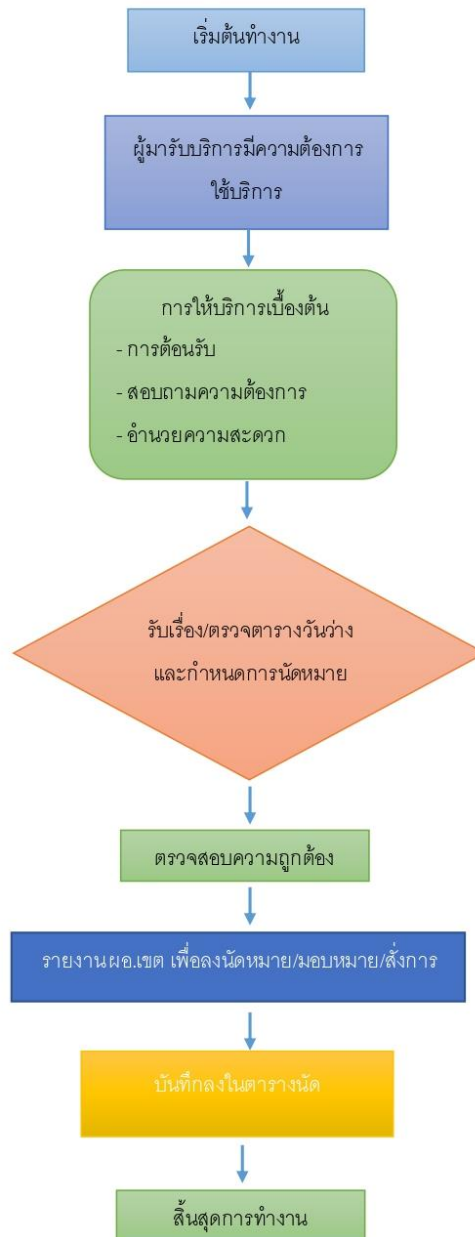 เริ่มต้นทำงาน
ผู้มารับบริการมีความต้องการ
ใช้บริการ
การให้บริการเบื้องต้น
- การต้อนรับ
- สอบถามความต้องการ
- อำนวยความสะดวก
รับเรื่อง/ตรวจตารางวันว่าง
และกำหนดการนัดหมาย
ตรวจสอบความถูกต้อง
รายงาน ผอ.เขต เพื่อลงนัดหมาย/มอบหมาย/สั่งการ
บันทึกลงในตารางนัด
สิ้นสุดการทำงาน